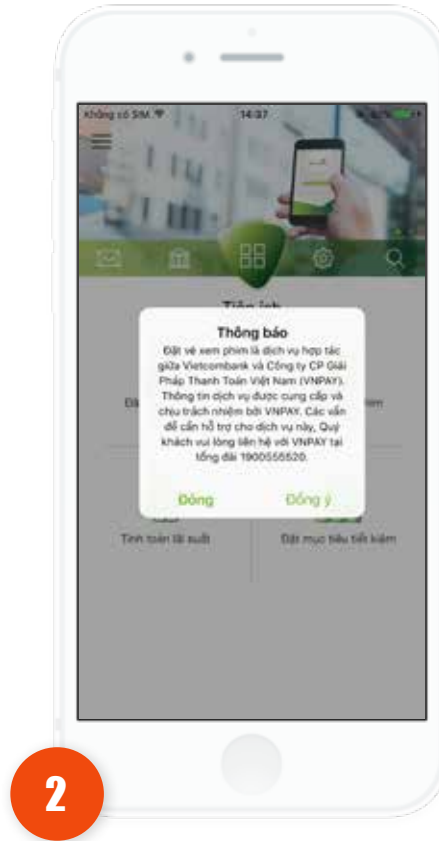 Không có SIM
14:37
Tiện ích
Thông báo
Đặt vé xem phim là dịch vụ hợp tác
giữa Vietcombank và Công ty CP Giải
Pháp Thanh Toán Việt Nam (VNPAY).
Thông tin dịch vụ được cung cấp và
chịu trách nhiệm bởi VNPAY. Các vấn
đề cần hỗ trợ cho dịch vụ này, Quý
khách vui lòng liên hệ với VNPAY tại
tổng đài 1900555520.
Đóng Đồng ý
Tính toán lãi suất Đặt mục tiêu tiết kiệm
2